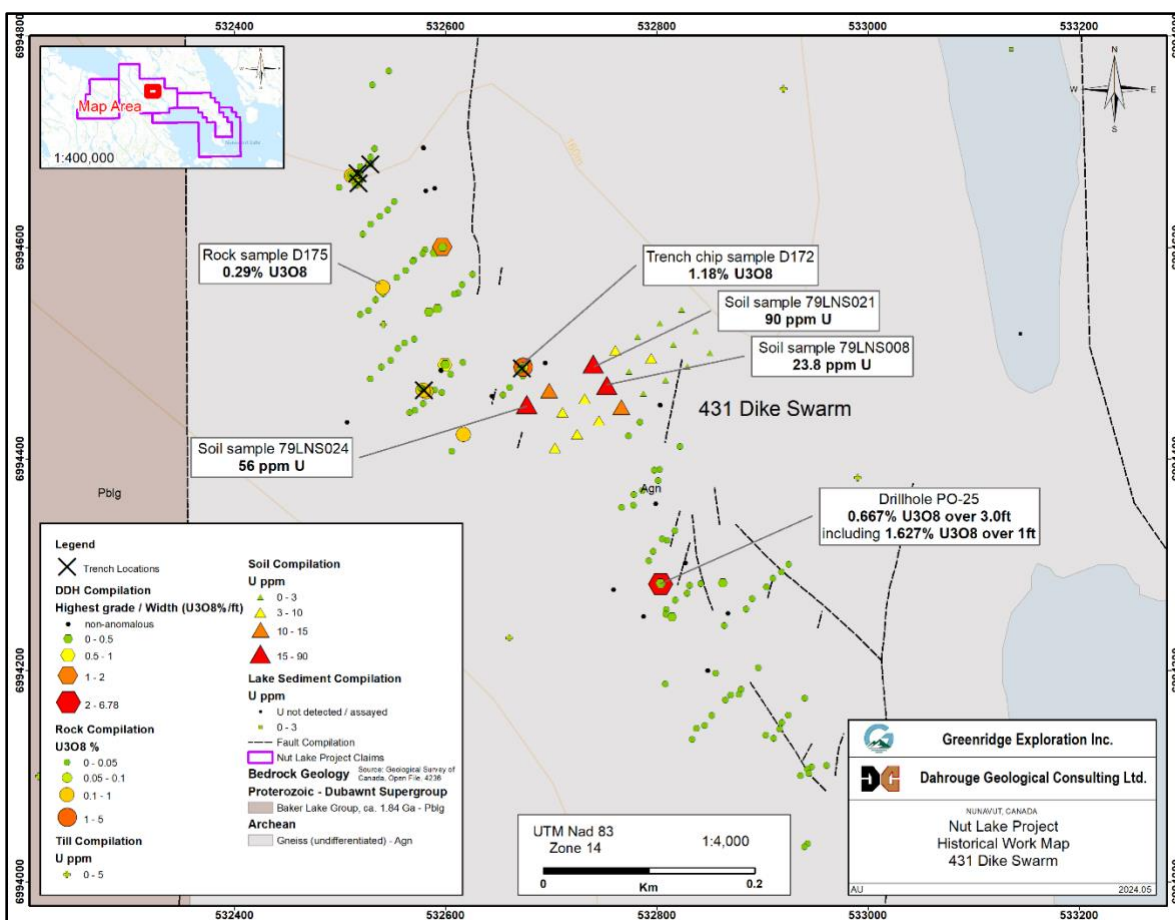 532400
532600
532800
533000
533200
6994800
Map Area
1:400,000
N
W
E
S
160m
Rock sample D175
0.29% U3O8
Trench chip sample D172
1.18% U3O8
Soil sample 79LNS021
90 ppm U
Soil sample 79LNS008
23.8 ppm U
431 Dike Swarm
Soil sample 79LNS024
56 ppm U
6994400
6994400
Pblg
Agn
Drillhole PO-25
0.667% U3O8 over 3.0ft
including 1.627% U3O8 over 1ft
6994200
Legend
Trench Locations
DDH Compilation
Highest grade / Width (U3O8%/ft)
non-anomalous
0 - 0.5
0.5 - 1
1 - 2
2 - 6.78
Rock Compilation
U3O8 %
0 - 0.05
0.05 - 0.1
0.1 - 1
1 - 5
Till Compilation
U ppm
0 - 5
Soil Compilation
U ppm
0 - 3
3 - 10
10 - 15
15 - 90
Lake Sediment Compilation
U ppm
U not detected / assayed
0 - 3
Fault Compilation
Nut Lake Project Claims
Bedrock Geology Source: Geological Survey of
Canada, Open File, 4236
Proterozoic - Dubawnt Supergroup
Baker Lake Group, ca. 1.84 Ga - Pblg
Archean
Gneiss (undifferentiated) - Agn
UTM Nad 83
Zone 14
1:4,000
0
0.2
Km
Greenridge Exploration Inc.
Dahrouge Geological Consulting Ltd.
NUNAVUT, CANADA
Nut Lake Project
Historical Work Map
431 Dike Swarm
AU
2024.05
6994000
6994000
532400
532600
532800
533000
533200